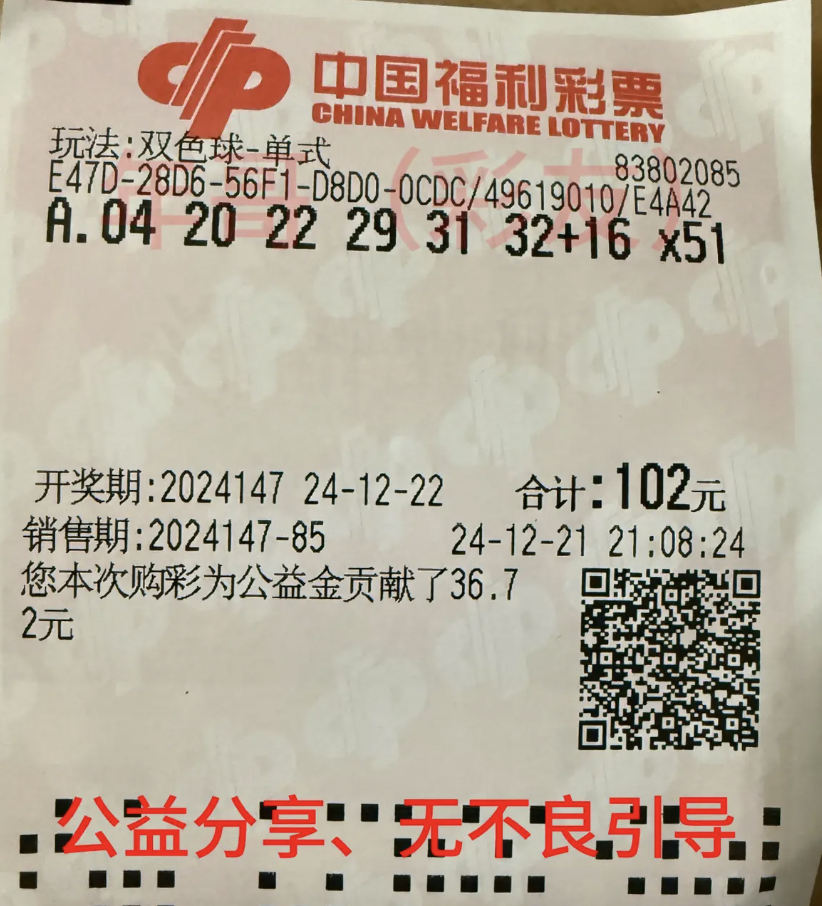 中国福利彩票
CHINA WELFARE LOTTERY
玩法:双色球-单式
83802085
E47D-28D6-56F1-D8D0-0CDC/49619010/E4A42
A.04 20 22 29 31 32+16 x51
开奖期:2024147 24-12-22 合计:102元
销售期:2024147-85 24-12-21 21:08:24
您本次购彩为公益金贡献了36.7
2元
公益分享、无不良引导